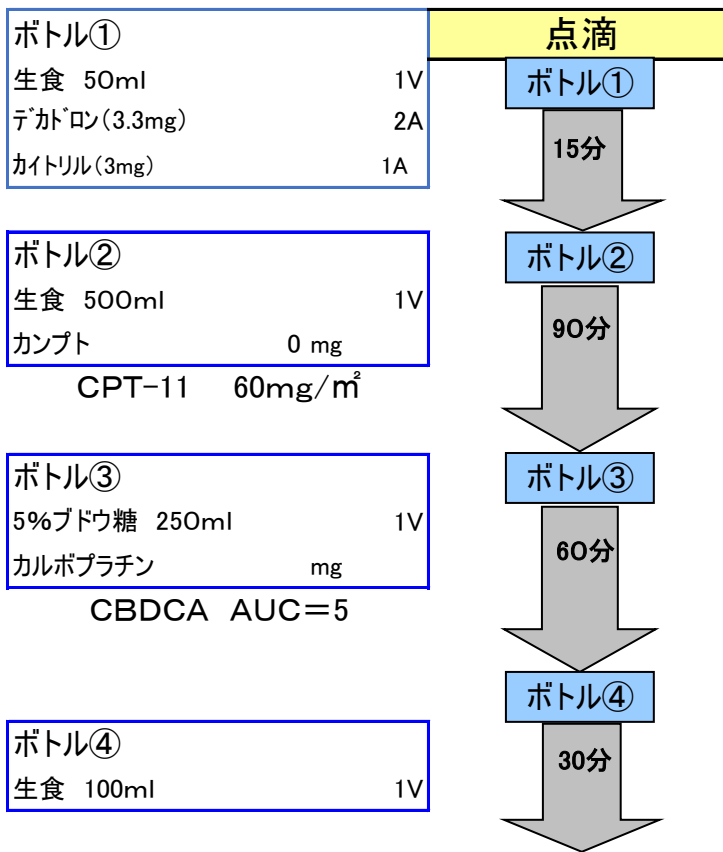 ボトル① 点滴
生食 50ml 1V ボトル①
デカドロン(3.3mg) 2A
15分
カイトリル(3mg) 1A
ボトル② ボトル②
生食 500ml 1V
90分
カンプト 0 mg
CPT-11 60mg/㎡
ボトル③ ボトル③
5%ブドウ糖 250ml 1V
60分
カルボプラチン mg
CBDCA AUC=5
ボトル④
ボトル④
30分
生食 100ml 1V